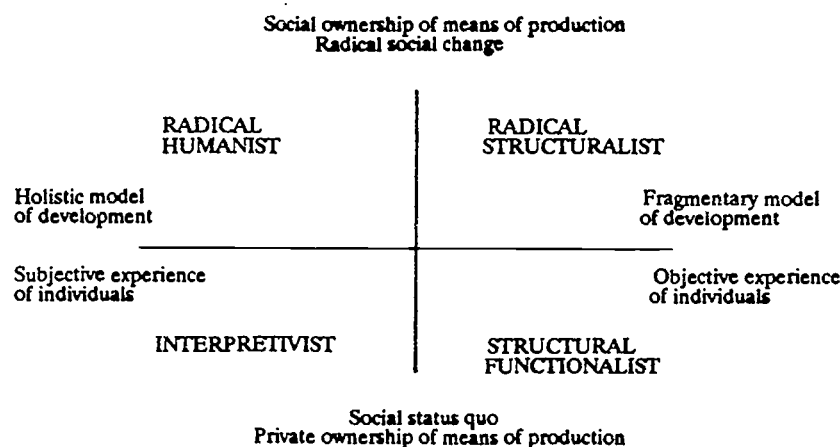 Social ownership of means of production
Radical social change
RADICAL
HUMANIST
RADICAL
STRUCTURALIST
Holistic model
of development
Fragmentary model
of development
Subjective experience
of individuals
Objective experience
of individuals
INTERPRETIVIST
STRUCTURAL
FUNCTIONALIST
Social status quo
Private ownership of means of production